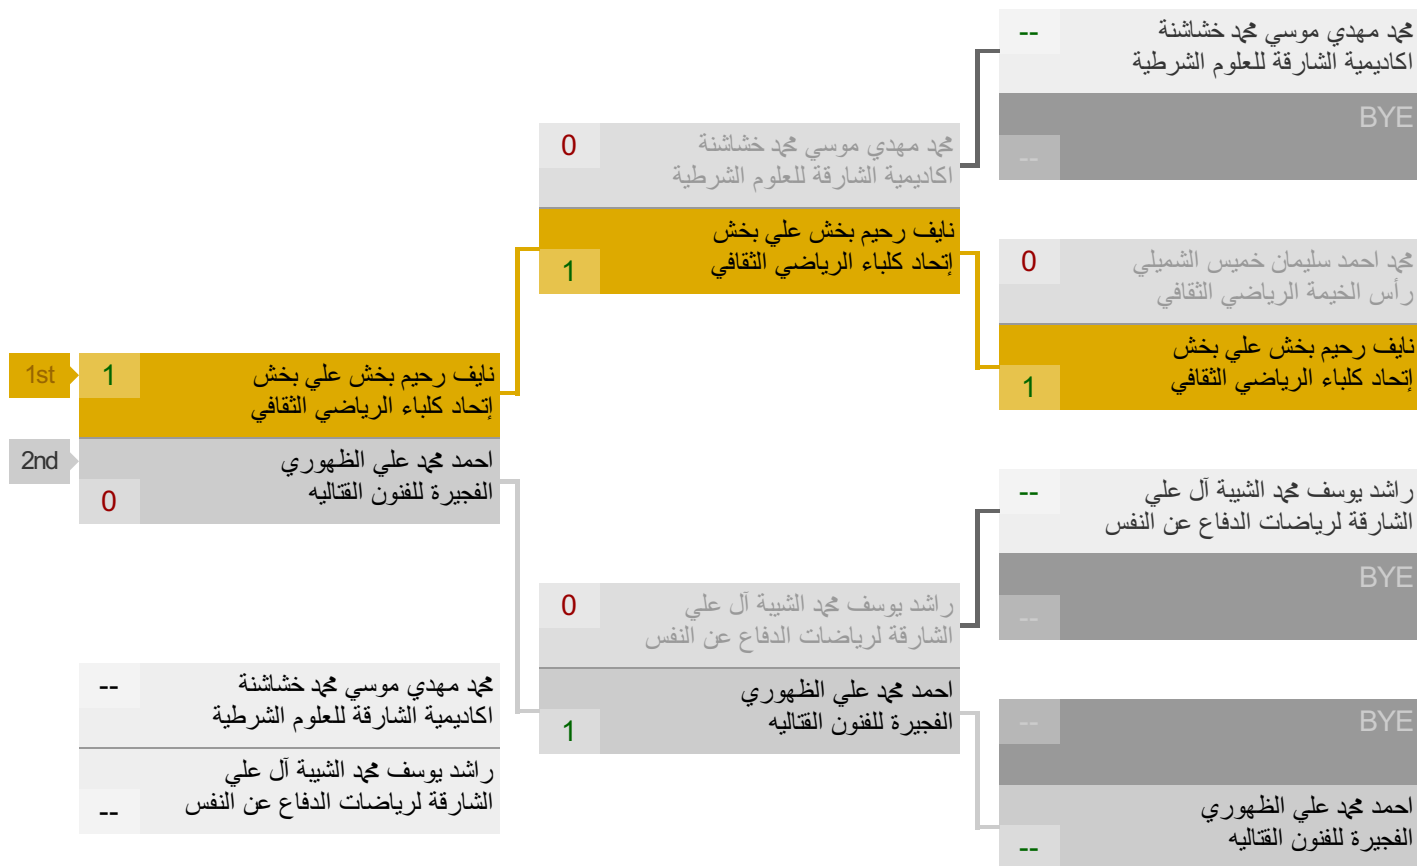 محمد مهدي موسي محمد خشاشنة
اكاديمية الشارقة للعلوم الشرطية
--
BYE
--
محمد احمد سليمان خميس الشميلي
رأس الخيمة الرياضي الثقافي
0
نايف رحيم بخش علي بخش
إتحاد كلباء الرياضي الثقافي
1
راشد يوسف محمد الشيبة آل علي
الشارقة لرياضات الدفاع عن النفس
--
BYE
--
BYE
--
احمد محمد علي الظهوري
الفجيرة للفنون القتاليه
--
محمد مهدي موسي محمد خشاشنة
اكاديمية الشارقة للعلوم الشرطية
0
نايف رحيم بخش علي بخش
إتحاد كلباء الرياضي الثقافي
1
راشد يوسف محمد الشيبة آل علي
الشارقة لرياضات الدفاع عن النفس
0
احمد محمد علي الظهوري
الفجيرة للفنون القتاليه
1
نايف رحيم بخش علي بخش
إتحاد كلباء الرياضي الثقافي
1
1st
احمد محمد علي الظهوري
الفجيرة للفنون القتاليه
0
2nd
محمد مهدي موسي محمد خشاشنة
اكاديمية الشارقة للعلوم الشرطية
--
راشد يوسف محمد الشيبة آل علي
الشارقة لرياضات الدفاع عن النفس
--